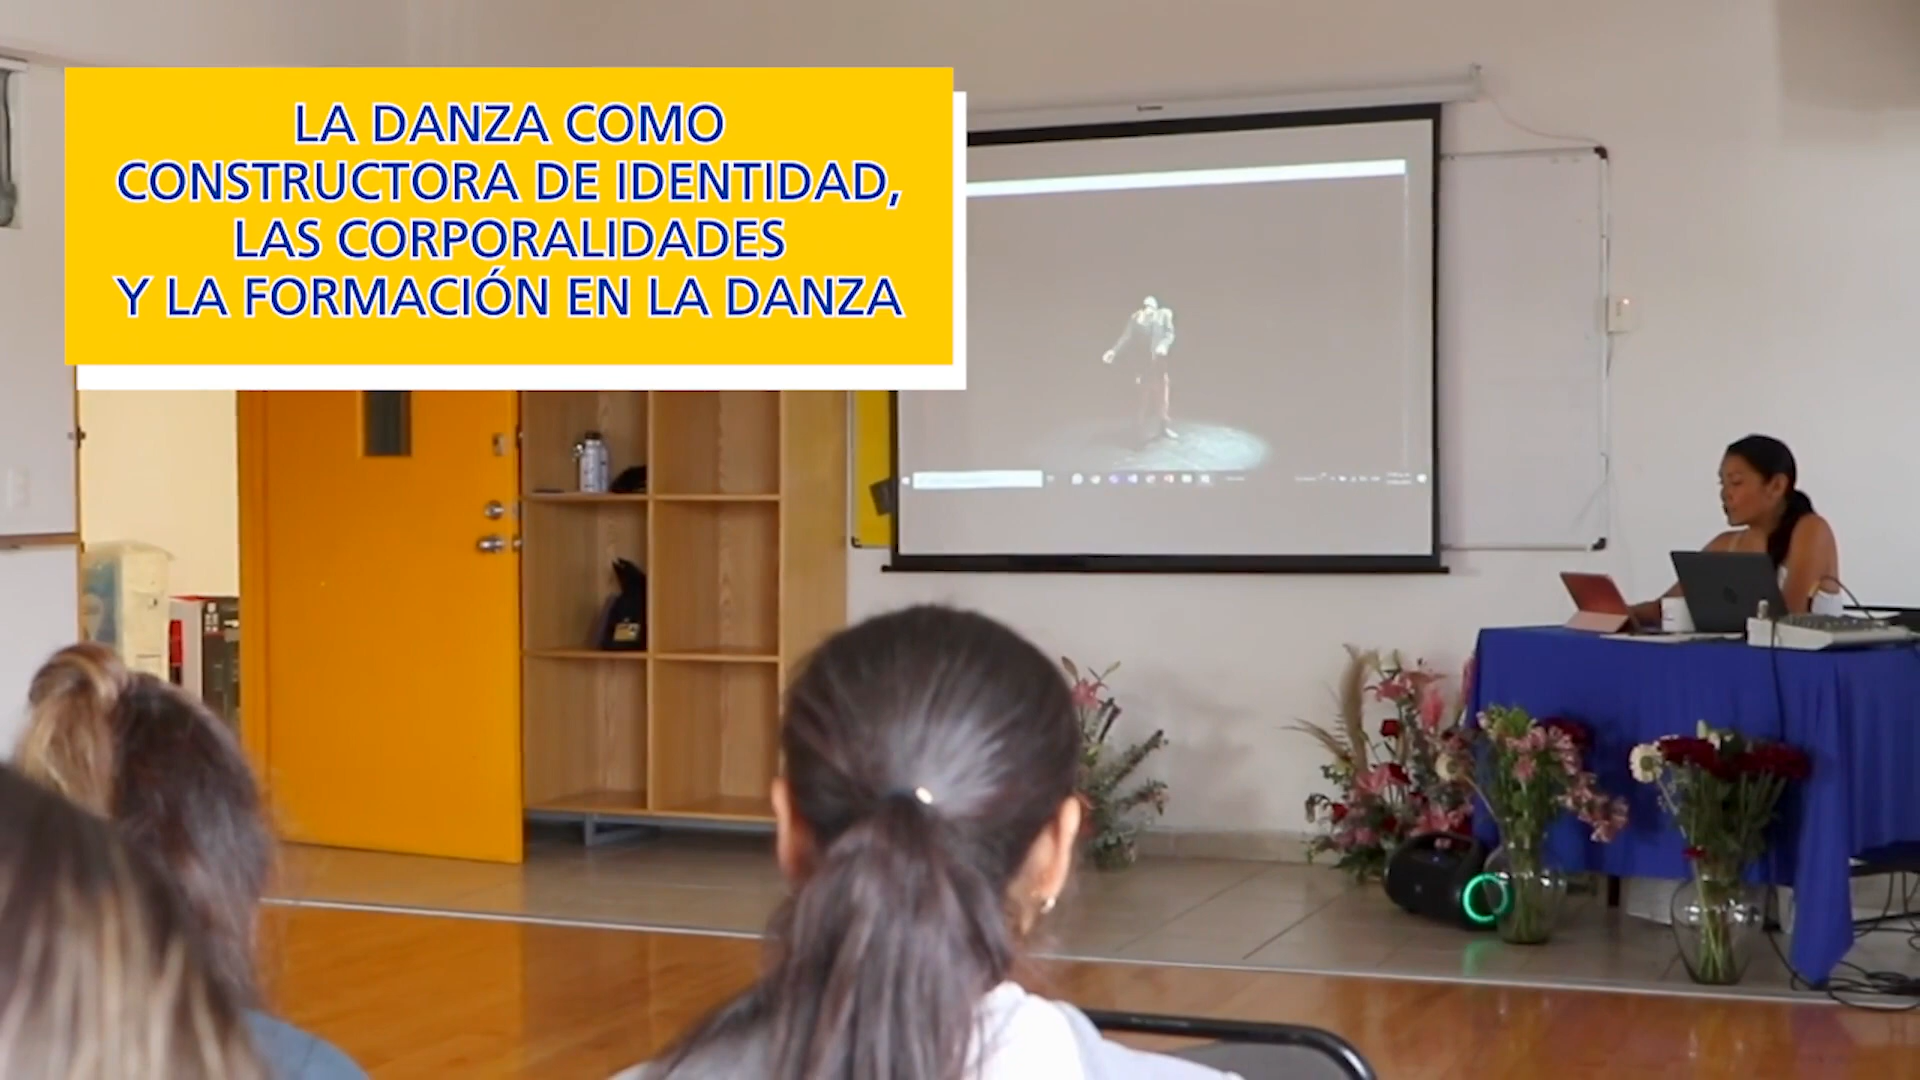 LA DANZA COMO
CONSTRUCTORA DE IDENTIDAD,
LAS CORPORALIDADES
Y LA FORMACIÓN EN LA DANZA